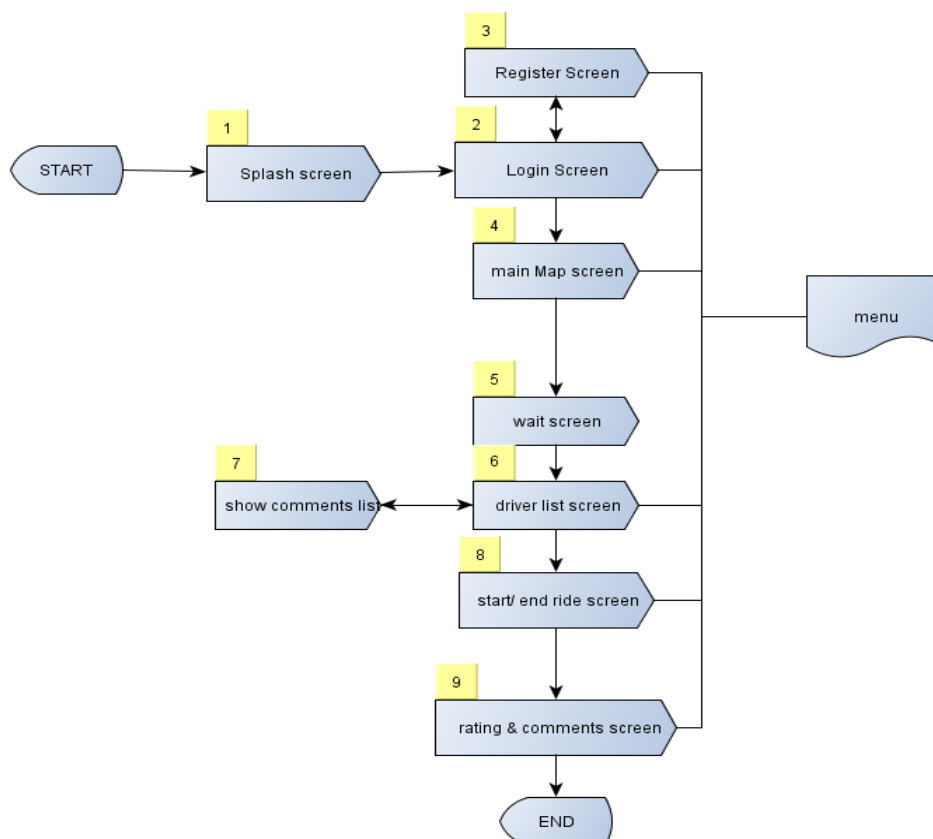 3
Register Screen
1
2
START
Splash screen
Login Screen
4
main Map screen
menu
5
wait screen
7
6
show comments list
driver list screen
8
start/ end ride screen
9
rating & comments screen
END